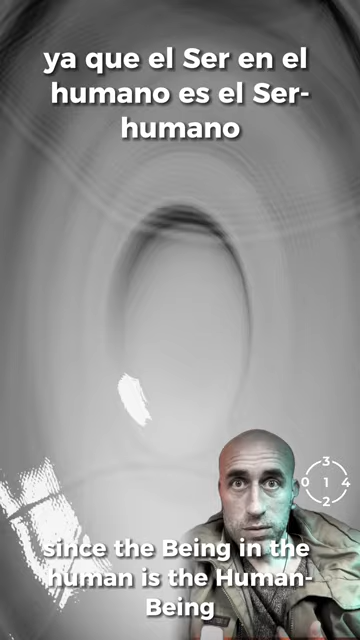 ya que el Ser en el
humano es el Ser-
humano
3
0 1 4
2
since the Being in the
human is the Human-
Being